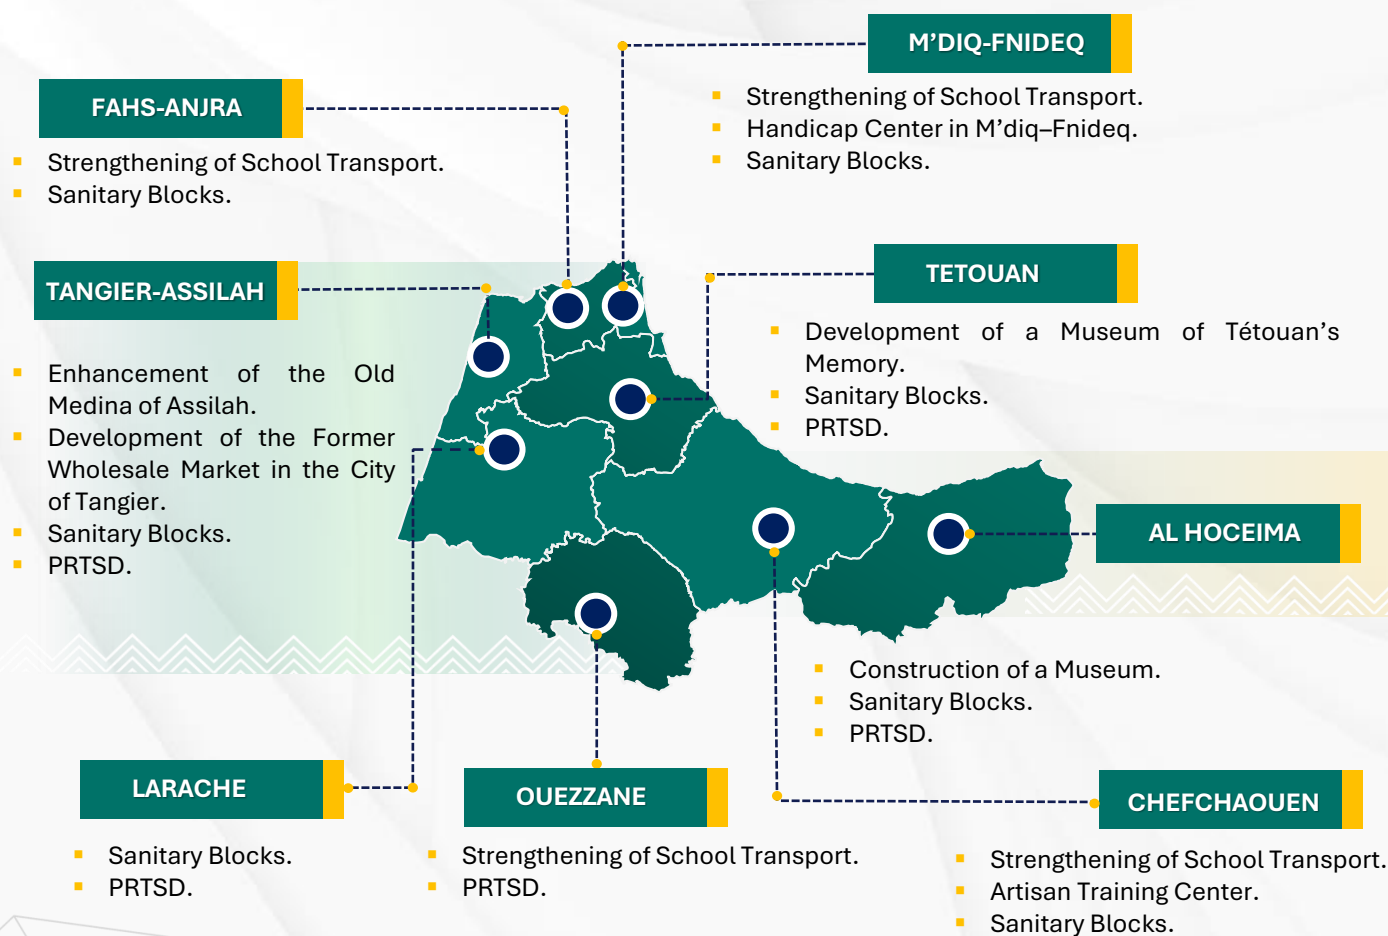 M’DIQ-FNIDEQ
Strengthening of School Transport.
Handicap Center in M’diq–Fnideq.
Sanitary Blocks.
FAHS-ANJRA
Strengthening of School Transport.
Sanitary Blocks.
TANGIER-ASSILAH
Enhancement of the Old
Medina of Assilah.
Development of the Former
Wholesale Market in the City
of Tangier.
Sanitary Blocks.
PRTSD.
TETOUAN
Development of a Museum of Tétouan’s
Memory.
Sanitary Blocks.
PRTSD.
AL HOCEIMA
Construction of a Museum.
Sanitary Blocks.
PRTSD.
LARACHE
Sanitary Blocks.
PRTSD.
OUEZZANE
Strengthening of School Transport.
PRTSD.
CHEFCHAOUEN
Strengthening of School Transport.
Artisan Training Center.
Sanitary Blocks.